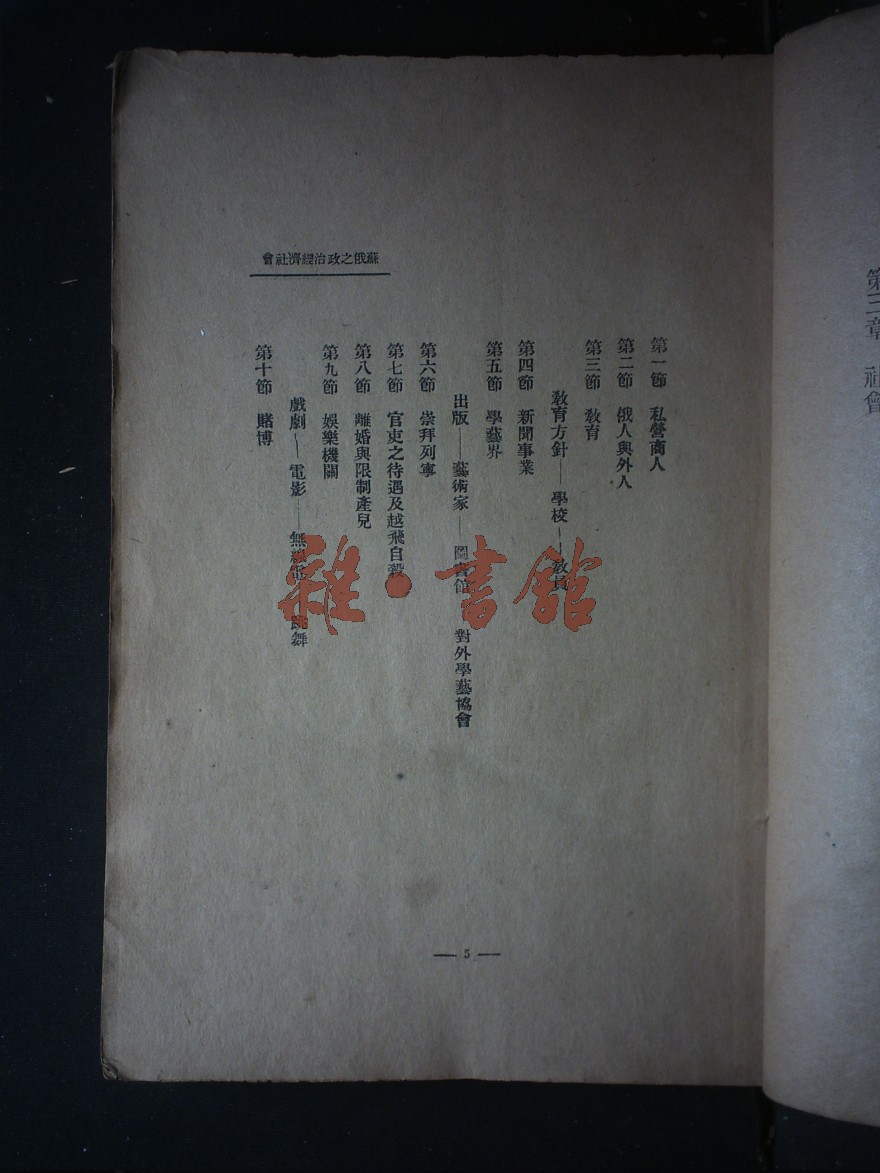 蘇俄之政治經濟社會
第三章 社會
第一節 私營商人
第二節 俄人與外人
第三節 教育
教育方針——學校——教員
第四節 新聞事業
第五節 學藝界
出版——藝術家——圖書館 對外學藝協會
第六節 崇拜列寧
第七節 官吏之待遇及越飛自殺
第八節 離婚與限制產兒
第九節 娛樂機關
戲劇——電影——無線電 跳舞
第十節 賭博
— 5 —
雜·書館